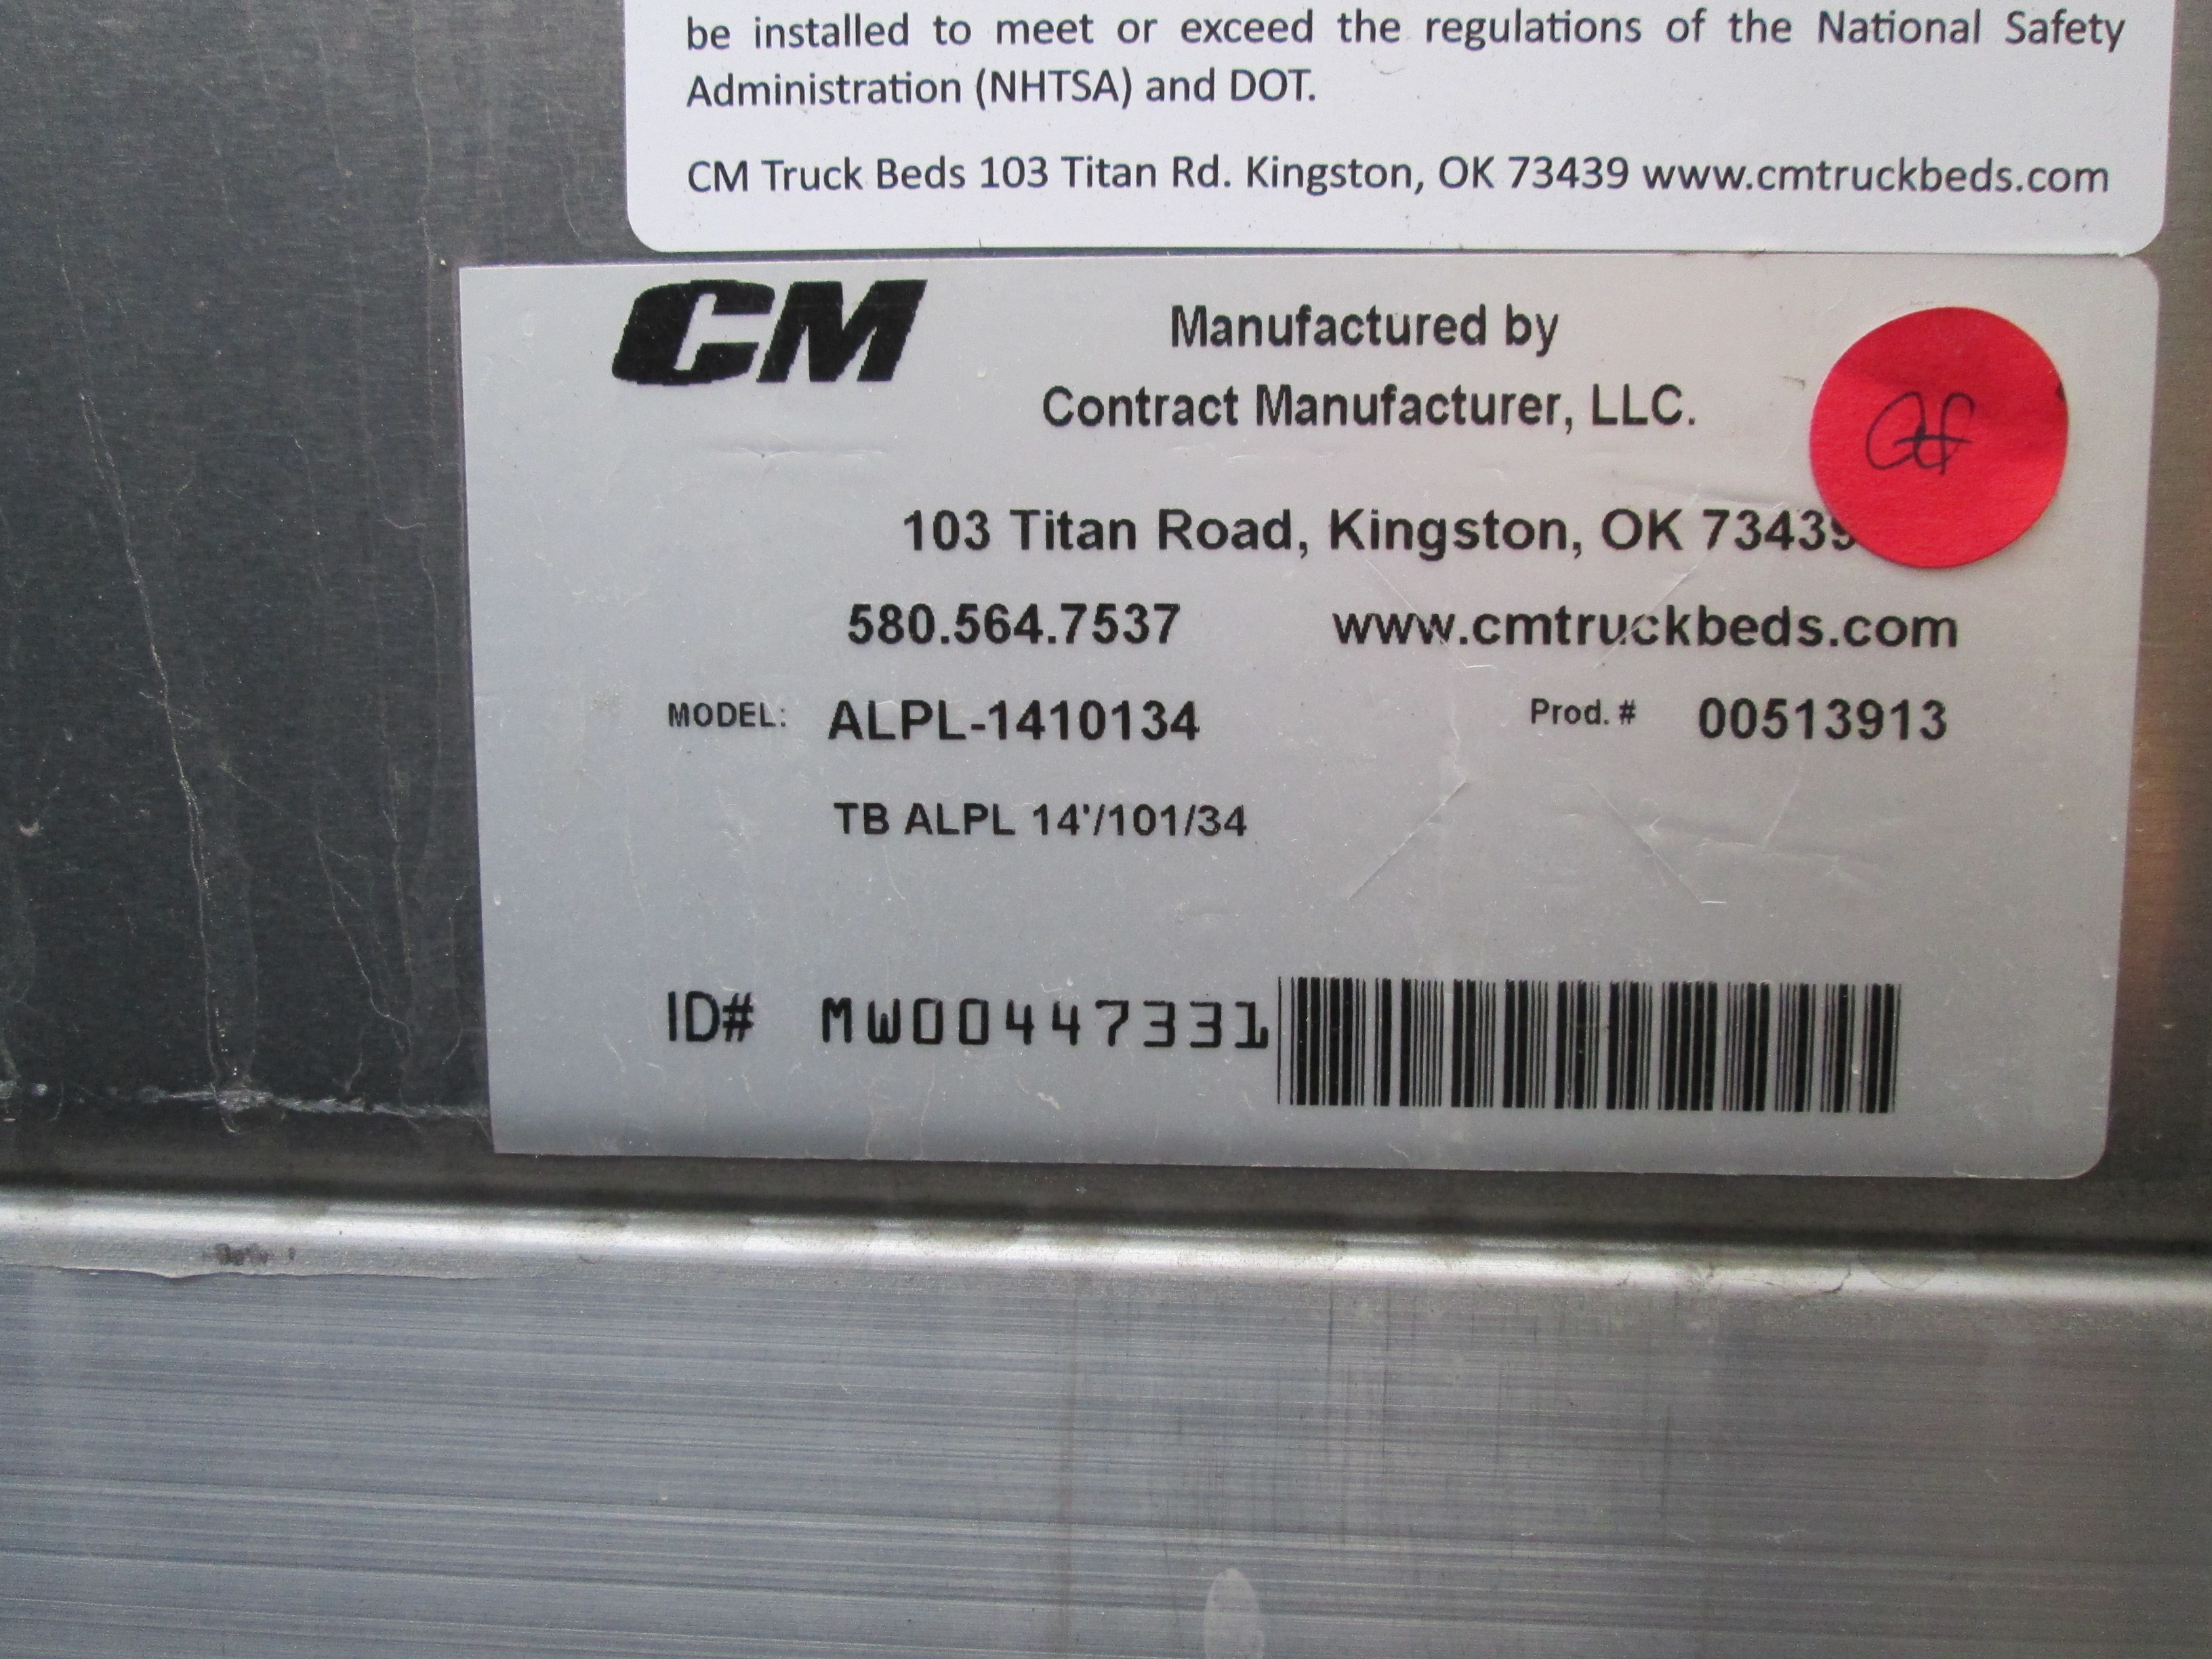 be installed to meet or exceed the regulations of the National Safety
Administration (NHTSA) and DOT.
CM Truck Beds 103 Titan Rd. Kingston, OK 73439 www.cmtruckbeds.com
CM
Manufactured by
Contract Manufacturer, LLC.
103 Titan Road, Kingston, OK 73439
580.564.7537 www.cmtruckbeds.com
MODEL: ALPL-1410134 Prod. # 00513913
TB ALPL 14'/101/34
ID# MW00447331